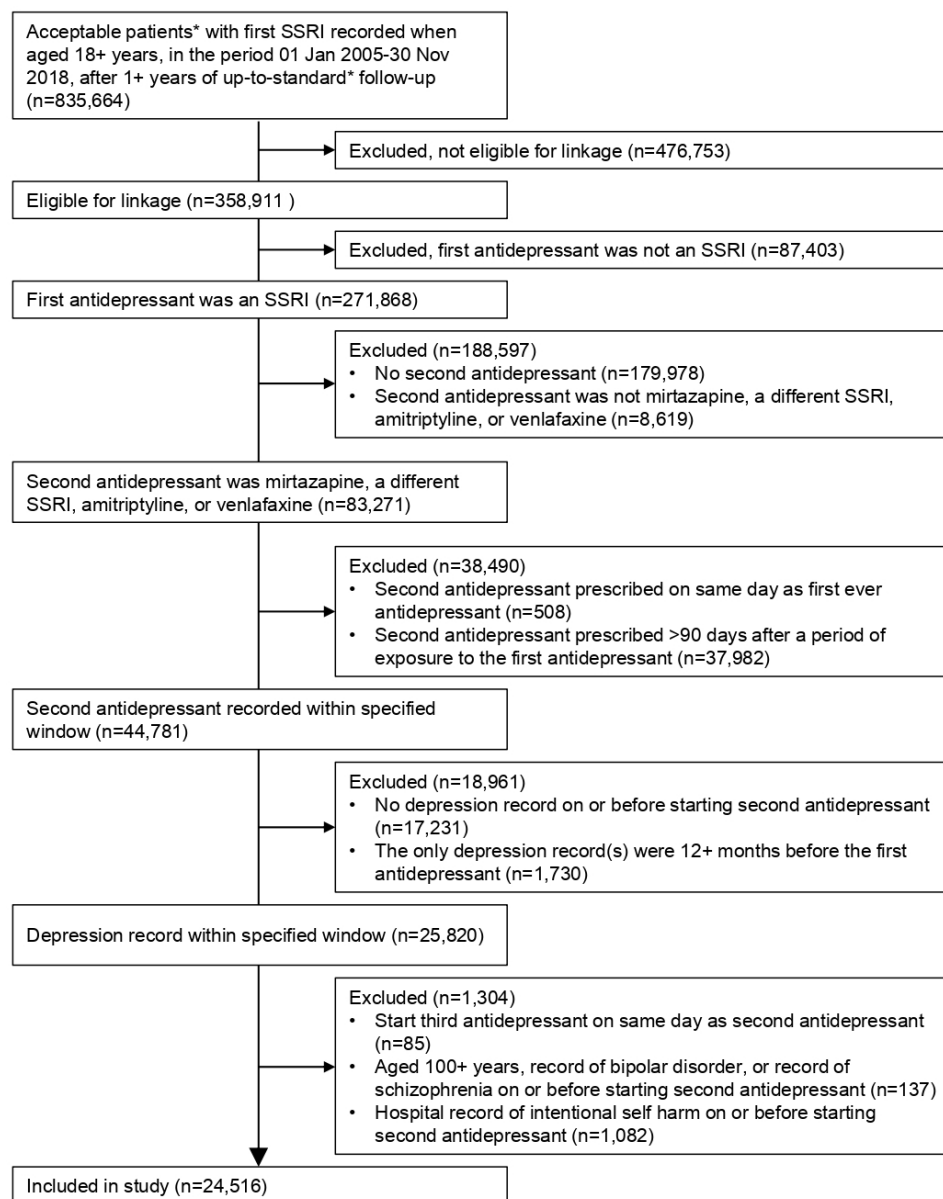 Acceptable patients* with first SSRI recorded when
aged 18+ years, in the period 01 Jan 2005-30 Nov
2018, after 1+ years of up-to-standard* follow-up
(n=835,664)
Excluded, not eligible for linkage (n=476,753)
Eligible for linkage (n=358,911 )
Excluded, first antidepressant was not an SSRI (n=87,403)
First antidepressant was an SSRI (n=271,868)
Excluded (n=188,597)
• No second antidepressant (n=179,978)
• Second antidepressant was not mirtazapine, a different SSRI,
amitriptyline, or venlafaxine (n=8,619)
Second antidepressant was mirtazapine, a different
SSRI, amitriptyline, or venlafaxine (n=83,271)
Excluded (n=38,490)
• Second antidepressant prescribed on same day as first ever
antidepressant (n=508)
• Second antidepressant prescribed >90 days after a period of
exposure to the first antidepressant (n=37,982)
Second antidepressant recorded within specified
window (n=44,781)
Excluded (n=18,961)
• No depression record on or before starting second antidepressant
(n=17,231)
• The only depression record(s) were 12+ months before the first
antidepressant (n=1,730)
Depression record within specified window (n=25,820)
Excluded (n=1,304)
• Start third antidepressant on same day as second antidepressant
(n=85)
• Aged 100+ years, record of bipolar disorder, or record of
schizophrenia on or before starting second antidepressant (n=137)
• Hospital record of intentional self harm on or before starting
second antidepressant (n=1,082)
Included in study (n=24,516)